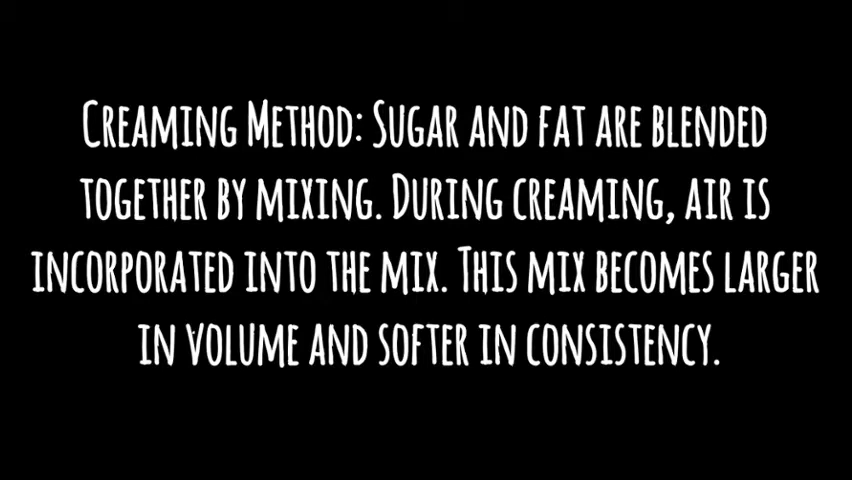 Creaming Method: Sugar and fat are blended
together by mixing. During creaming, air is
incorporated into the mix. This mix becomes larger
in volume and softer in consistency.